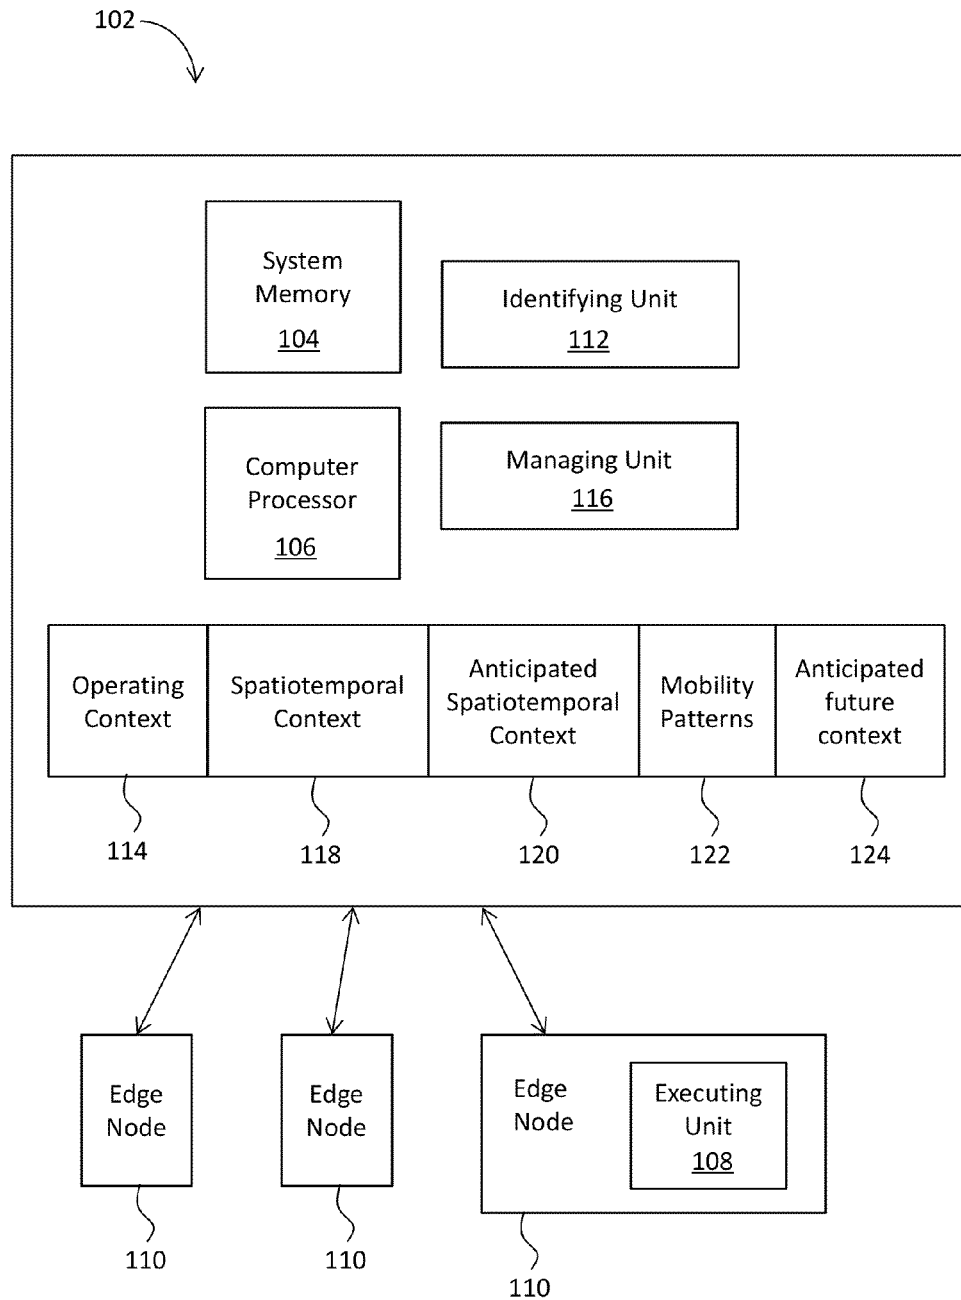 102
System
Memory
104
Identifying Unit
112
Computer
Processor
106
Managing Unit
116
Operating
Context
Spatiotemporal
Context
Anticipated
Spatiotemporal
Context
Mobility
Patterns
Anticipated
future
context
114
118
120
122
124
Edge
Node
Edge
Node
Edge
Node
Executing
Unit
108
110
110
110